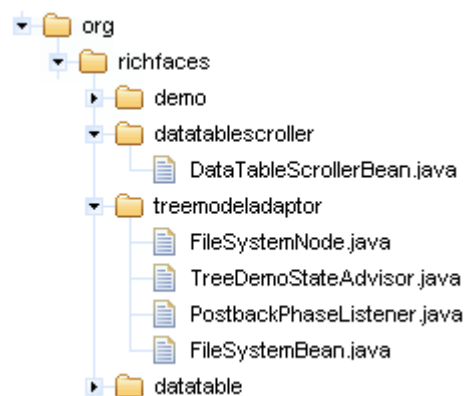 org
richfaces
demo
datatablescroller
DataTableScrollerBean.java
treemodeladaptor
FileSystemNode.java
TreeDemoStateAdvisor.java
PostbackPhaseListener.java
FileSystemBean.java
datatable